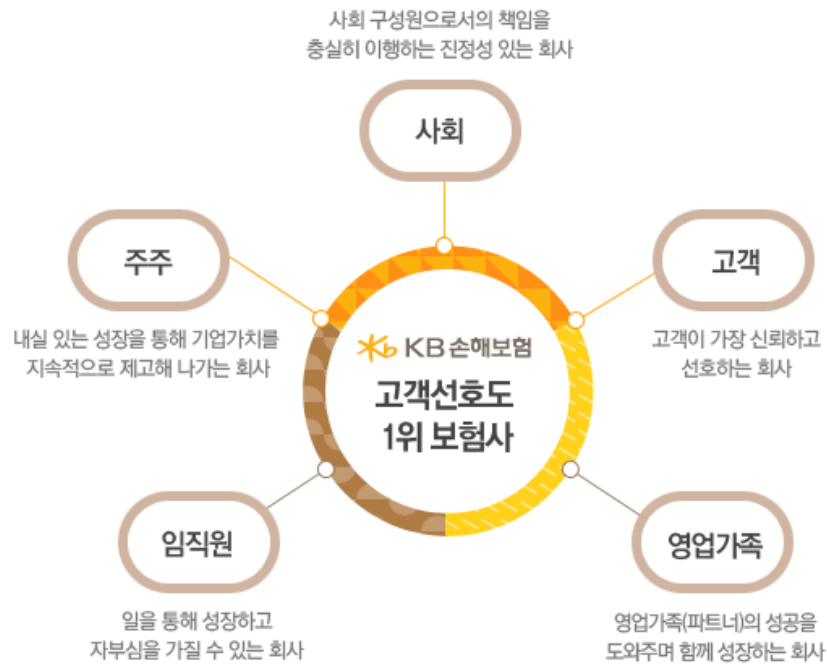 사회 구성원으로서의 책임을
충실히 이행하는 진정성 있는 회사
사회
주주
내실 있는 성장을 통해 기업가치를
지속적으로 제고해 나가는 회사
고객
고객이 가장 신뢰하고
선호하는 회사
KB손해보험
고객선호도
1위 보험사
임직원
일을 통해 성장하고
자부심을 가질 수 있는 회사
영업가족
영업가족(파트너)의 성공을
도와주며 함께 성장하는 회사